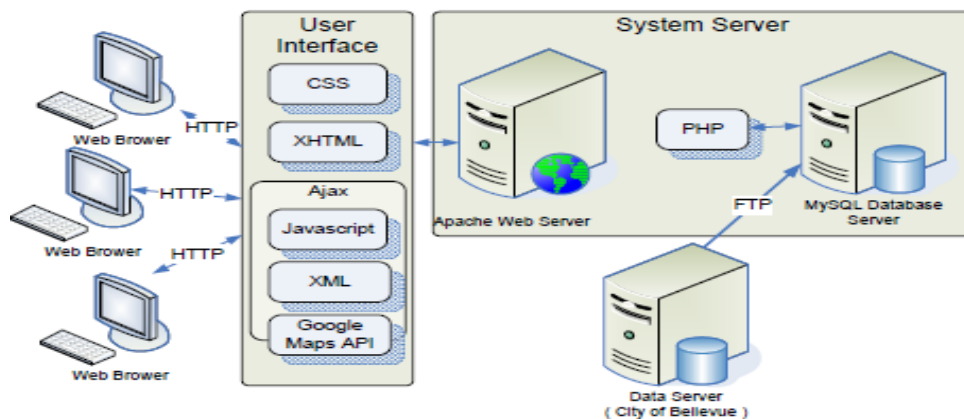 Web Brower
Web Brower
Web Brower
HTTP
HTTP
HTTP
User
Interface
CSS
XHTML
Ajax
Javascript
XML
Google
Maps API
System Server
Apache Web Server
PHP
MySQL Database
Server
FTP
Data Server
( City of Bellevue )